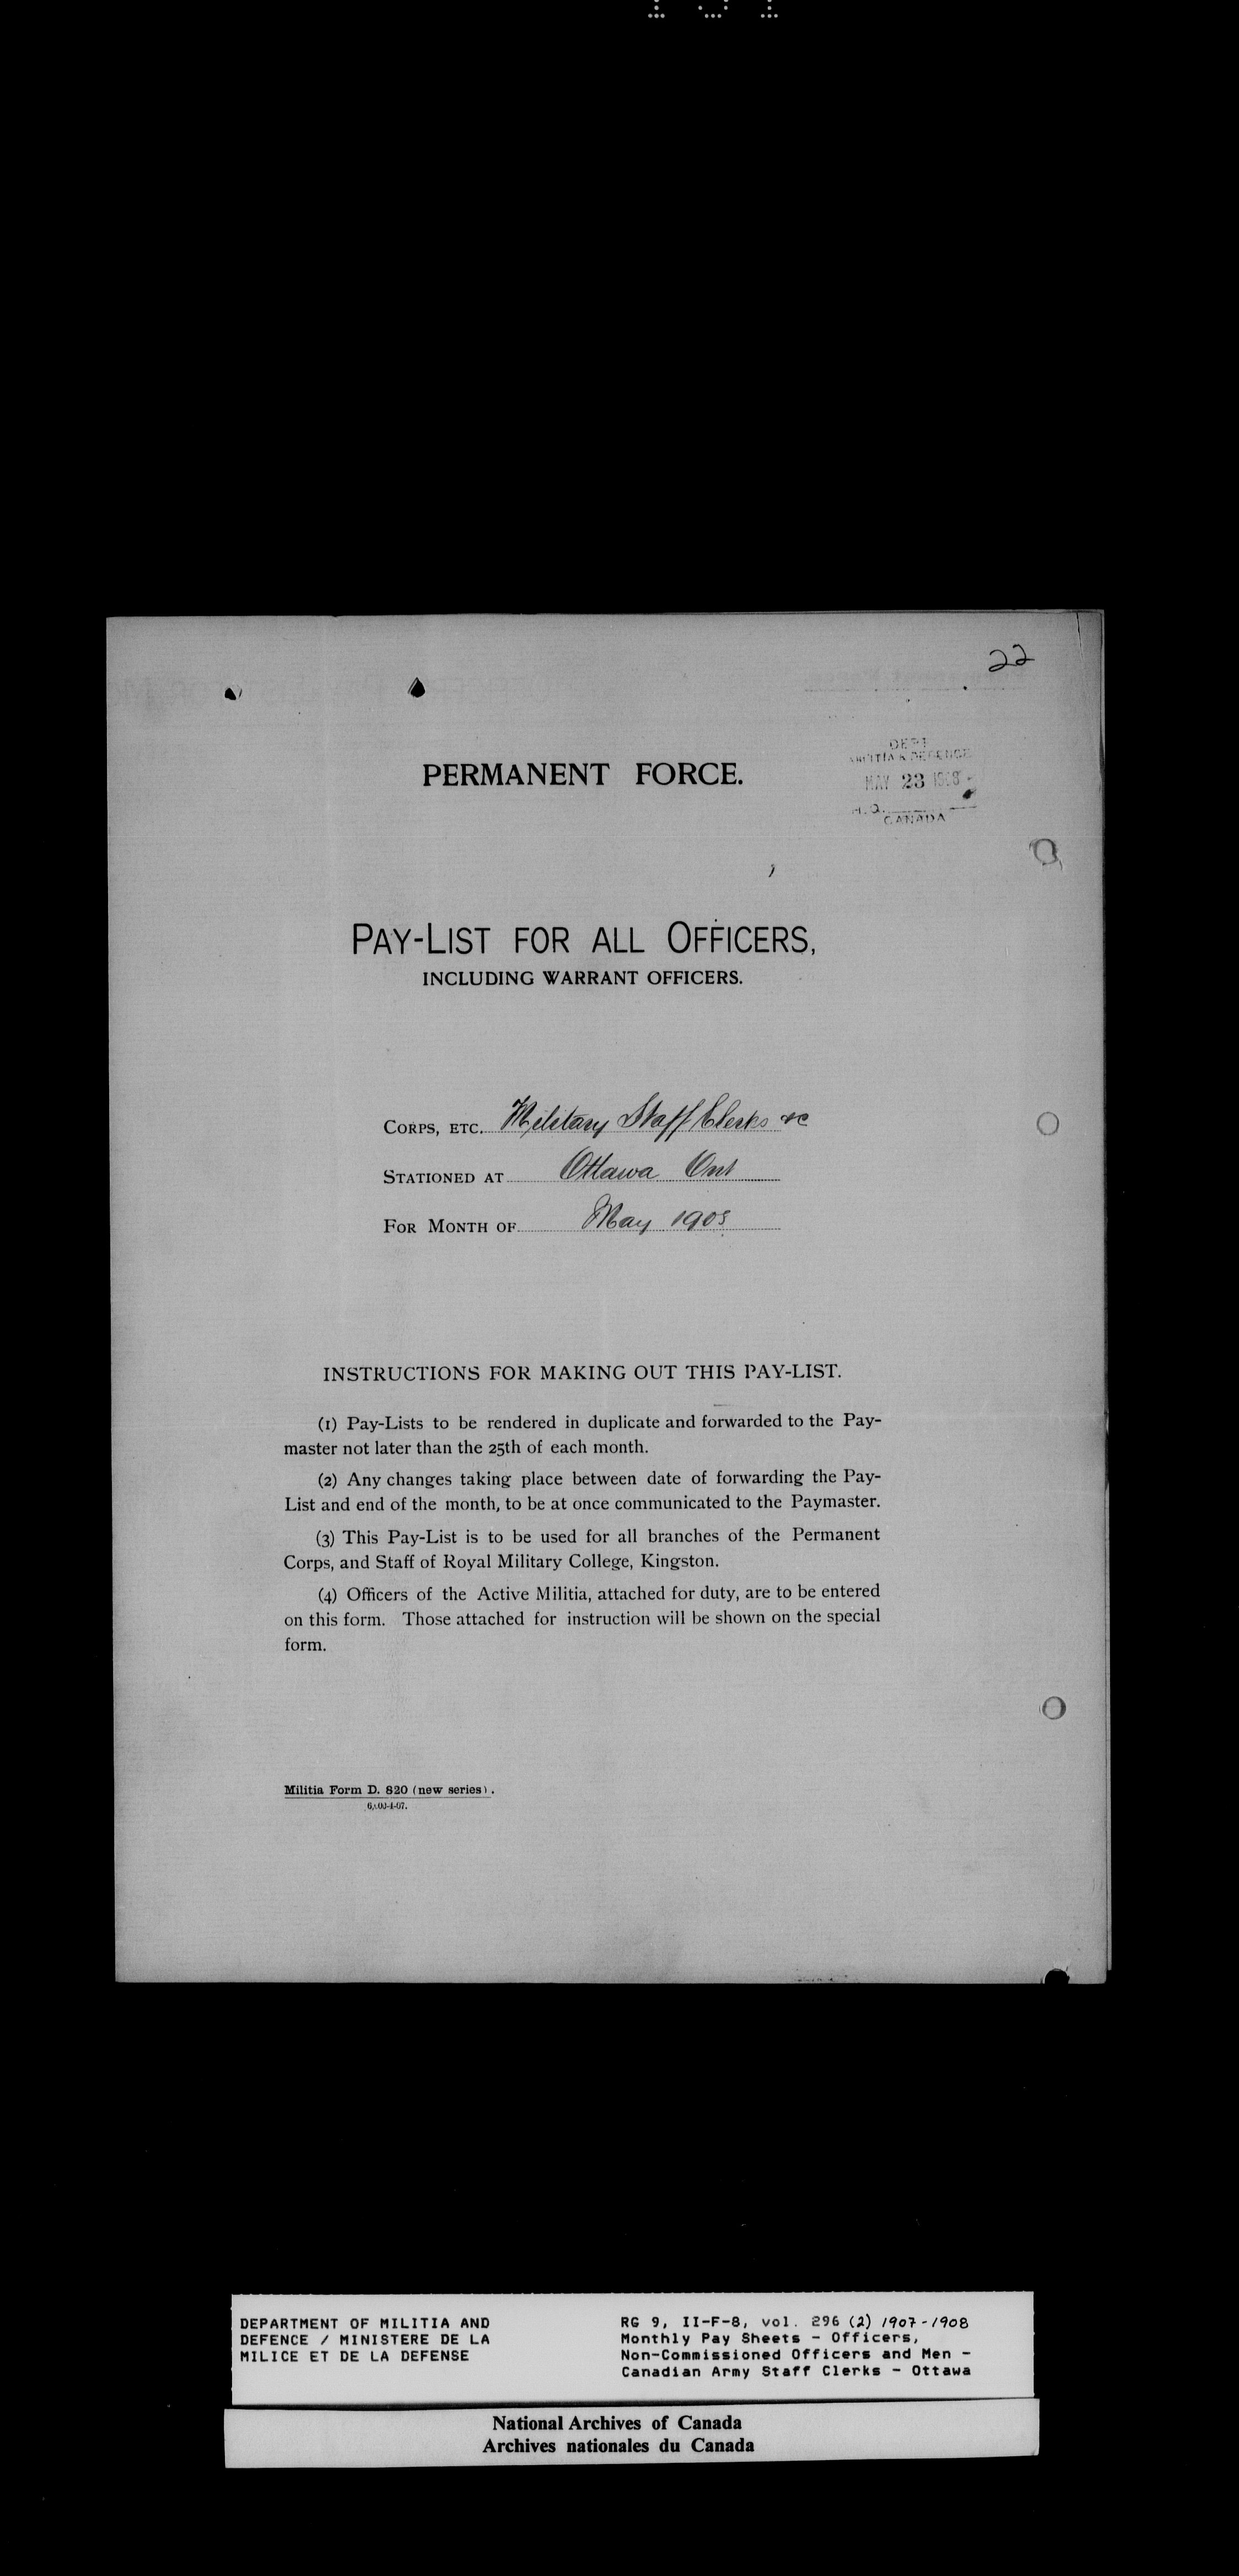 22
DEPT.
MILITIA & DEFENCE
MAY 23 1908
H. Q.
CANADA
PERMANENT FORCE.
PAY-LIST FOR ALL OFFICERS,
INCLUDING WARRANT OFFICERS.
CORPS, ETC. Military Staff Clerks &c
STATIONED AT Ottawa Ont
FOR MONTH OF May 1908
INSTRUCTIONS FOR MAKING OUT THIS PAY-LIST.
(1) Pay-Lists to be rendered in duplicate and forwarded to the Pay-
master not later than the 25th of each month.
(2) Any changes taking place between date of forwarding the Pay-
List and end of the month, to be at once communicated to the Paymaster.
(3) This Pay-List is to be used for all branches of the Permanent
Corps, and Staff of Royal Military College, Kingston.
(4) Officers of the Active Militia, attached for duty, are to be entered
on this form. Those attached for instruction will be shown on the special
form.
Militia Form D. 820 (new series).
DEPARTMENT OF MILITIA AND
DEFENCE / MINISTERE DE LA
MILICE ET DE LA DEFENSE
RG 9, II-F-8, vol. 296 (2) 1907-1908
Monthly Pay Sheets - Officers,
Non-Commissioned Officers and Men -
Canadian Army Staff Clerks - Ottawa
National Archives of Canada
Archives nationales du Canada